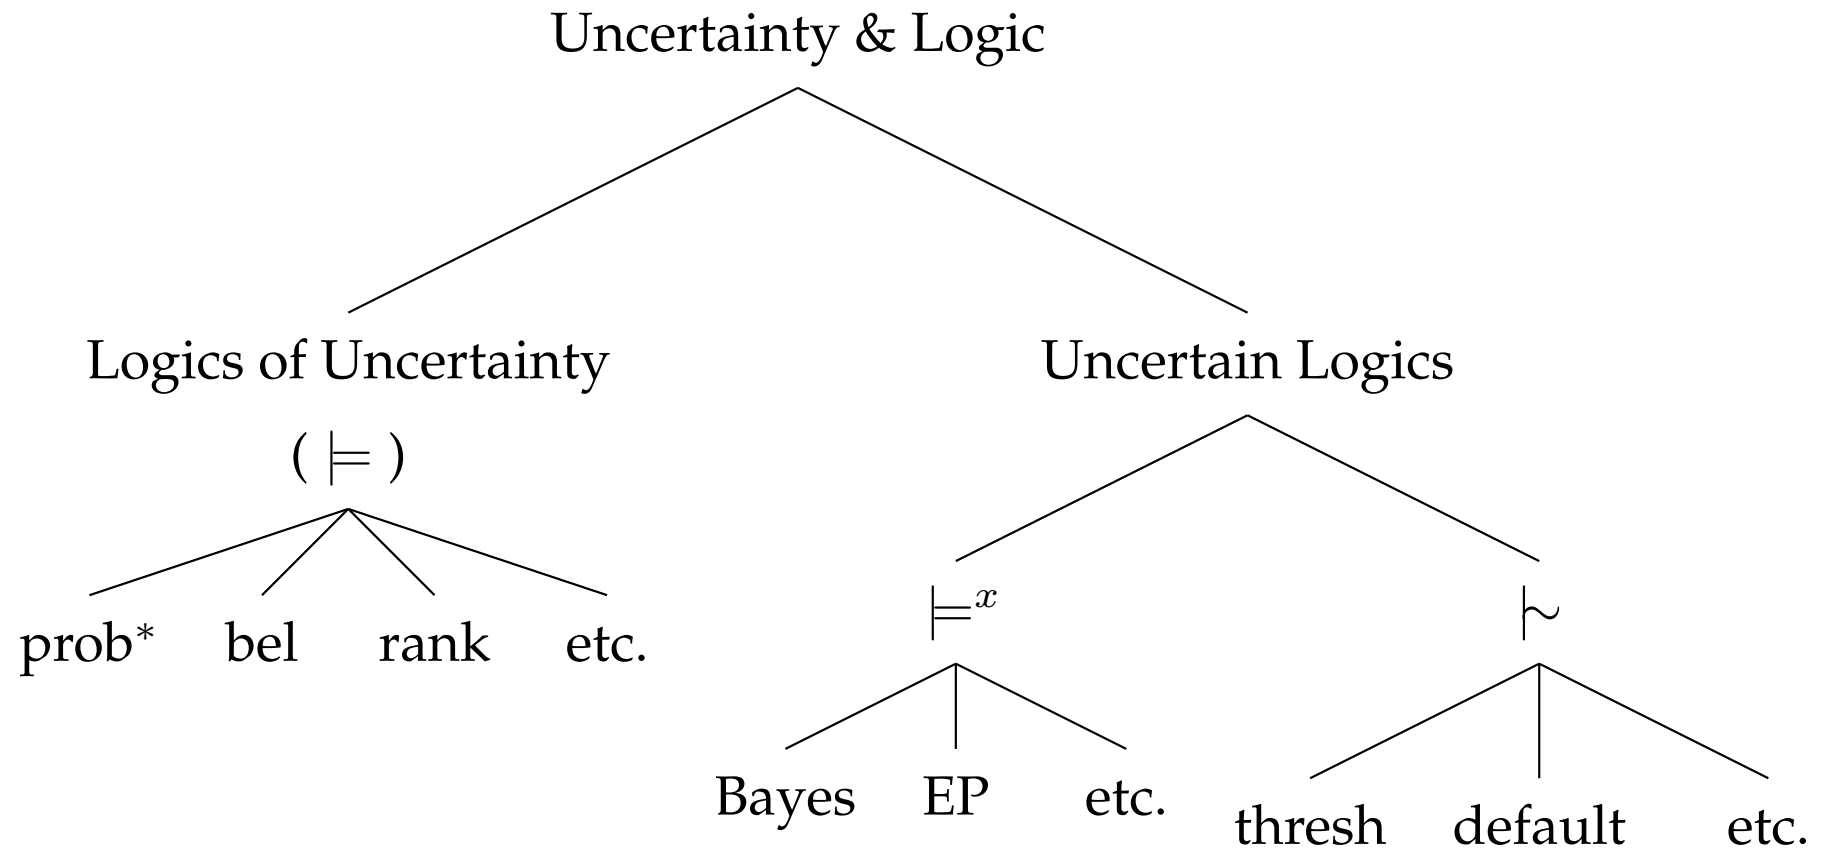 Uncertainty & Logic
Logics of Uncertainty
Uncertain Logics
( ⊨ )
⊨ˣ
|∼
prob* bel rank etc.
Bayes EP etc.
thresh default etc.